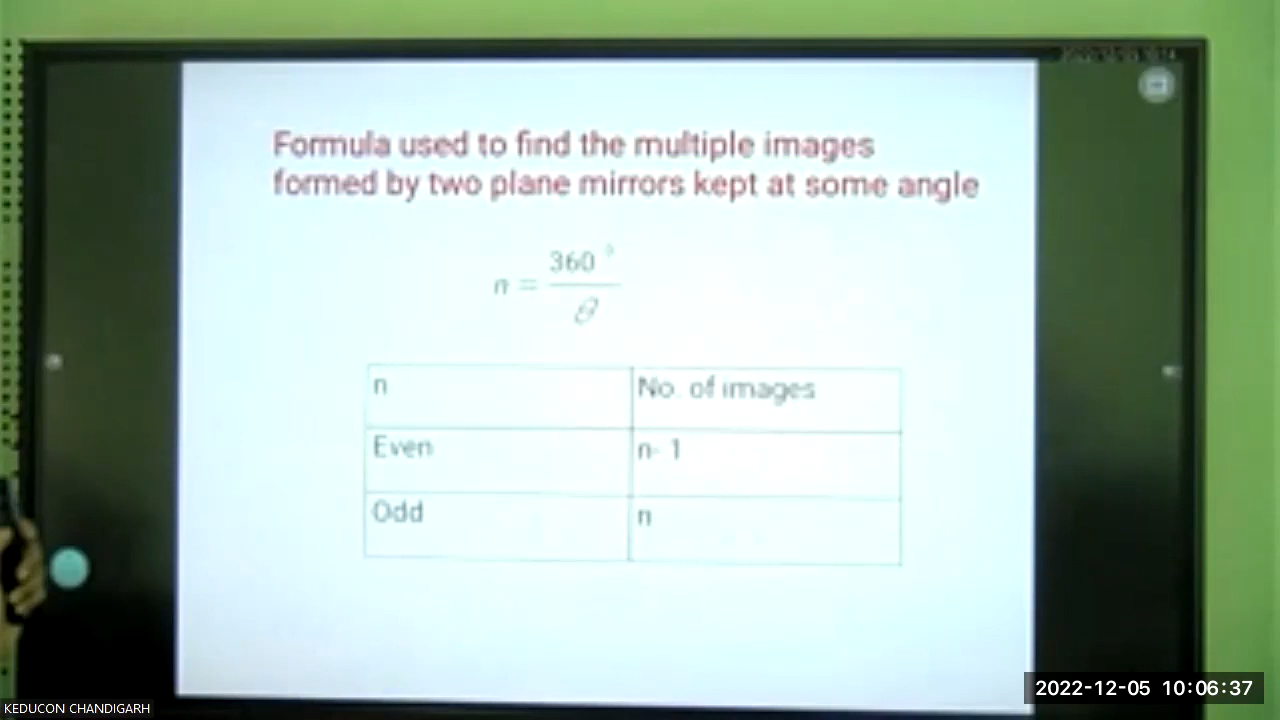 Formula used to find the multiple images
formed by two plane mirrors kept at some angle
n = 360° / θ
n No. of images
Even n- 1
Odd n
2022-12-05 10:06:37
KEDUCON CHANDIGARH